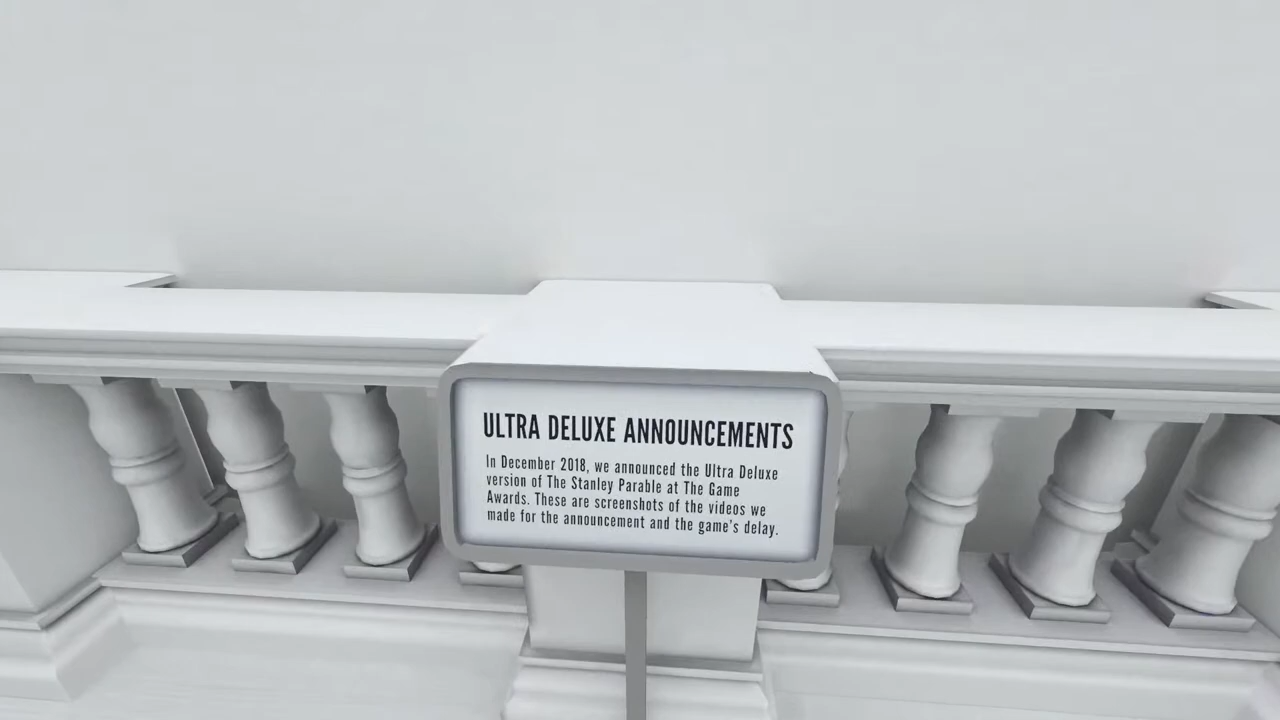 ULTRA DELUXE ANNOUNCEMENTS
In December 2018, we announced the Ultra Deluxe
version of The Stanley Parable at The Game
Awards. These are screenshots of the videos we
made for the announcement and the game's delay.